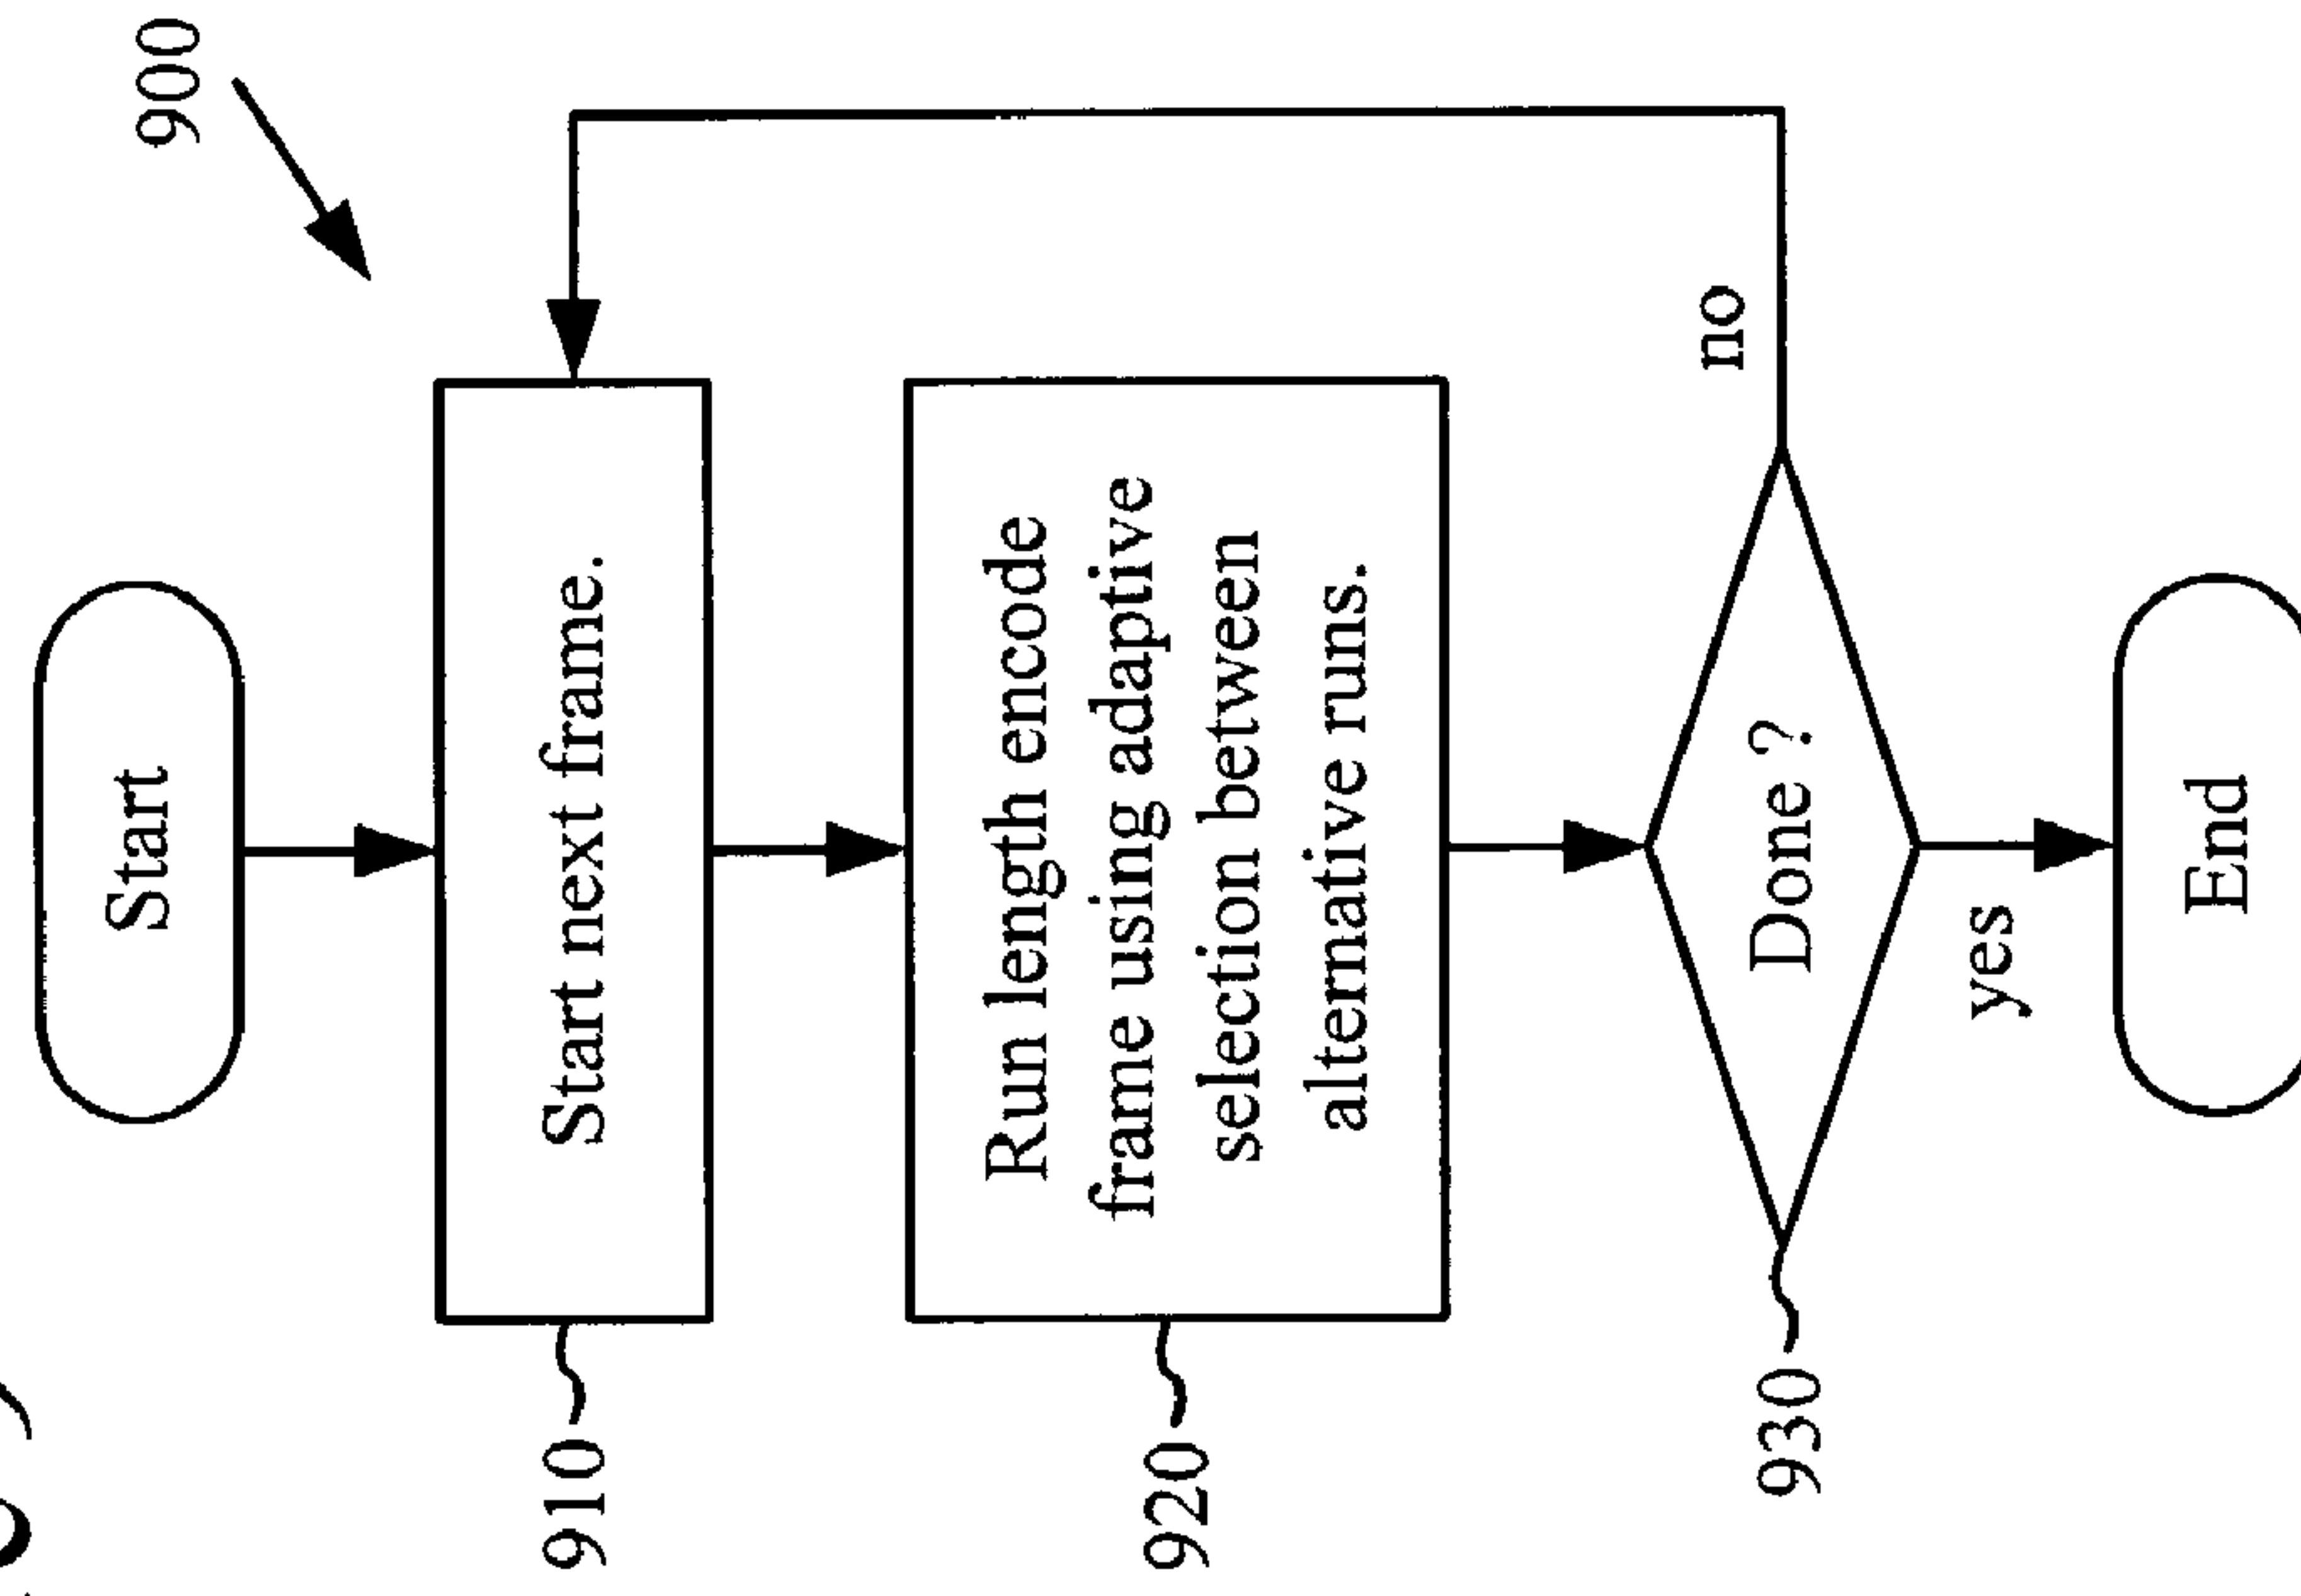 900
Start
910
Start next frame.
920
Run length encode
frame using adaptive
selection between
alternative runs.
930
Done ?
no
yes
End